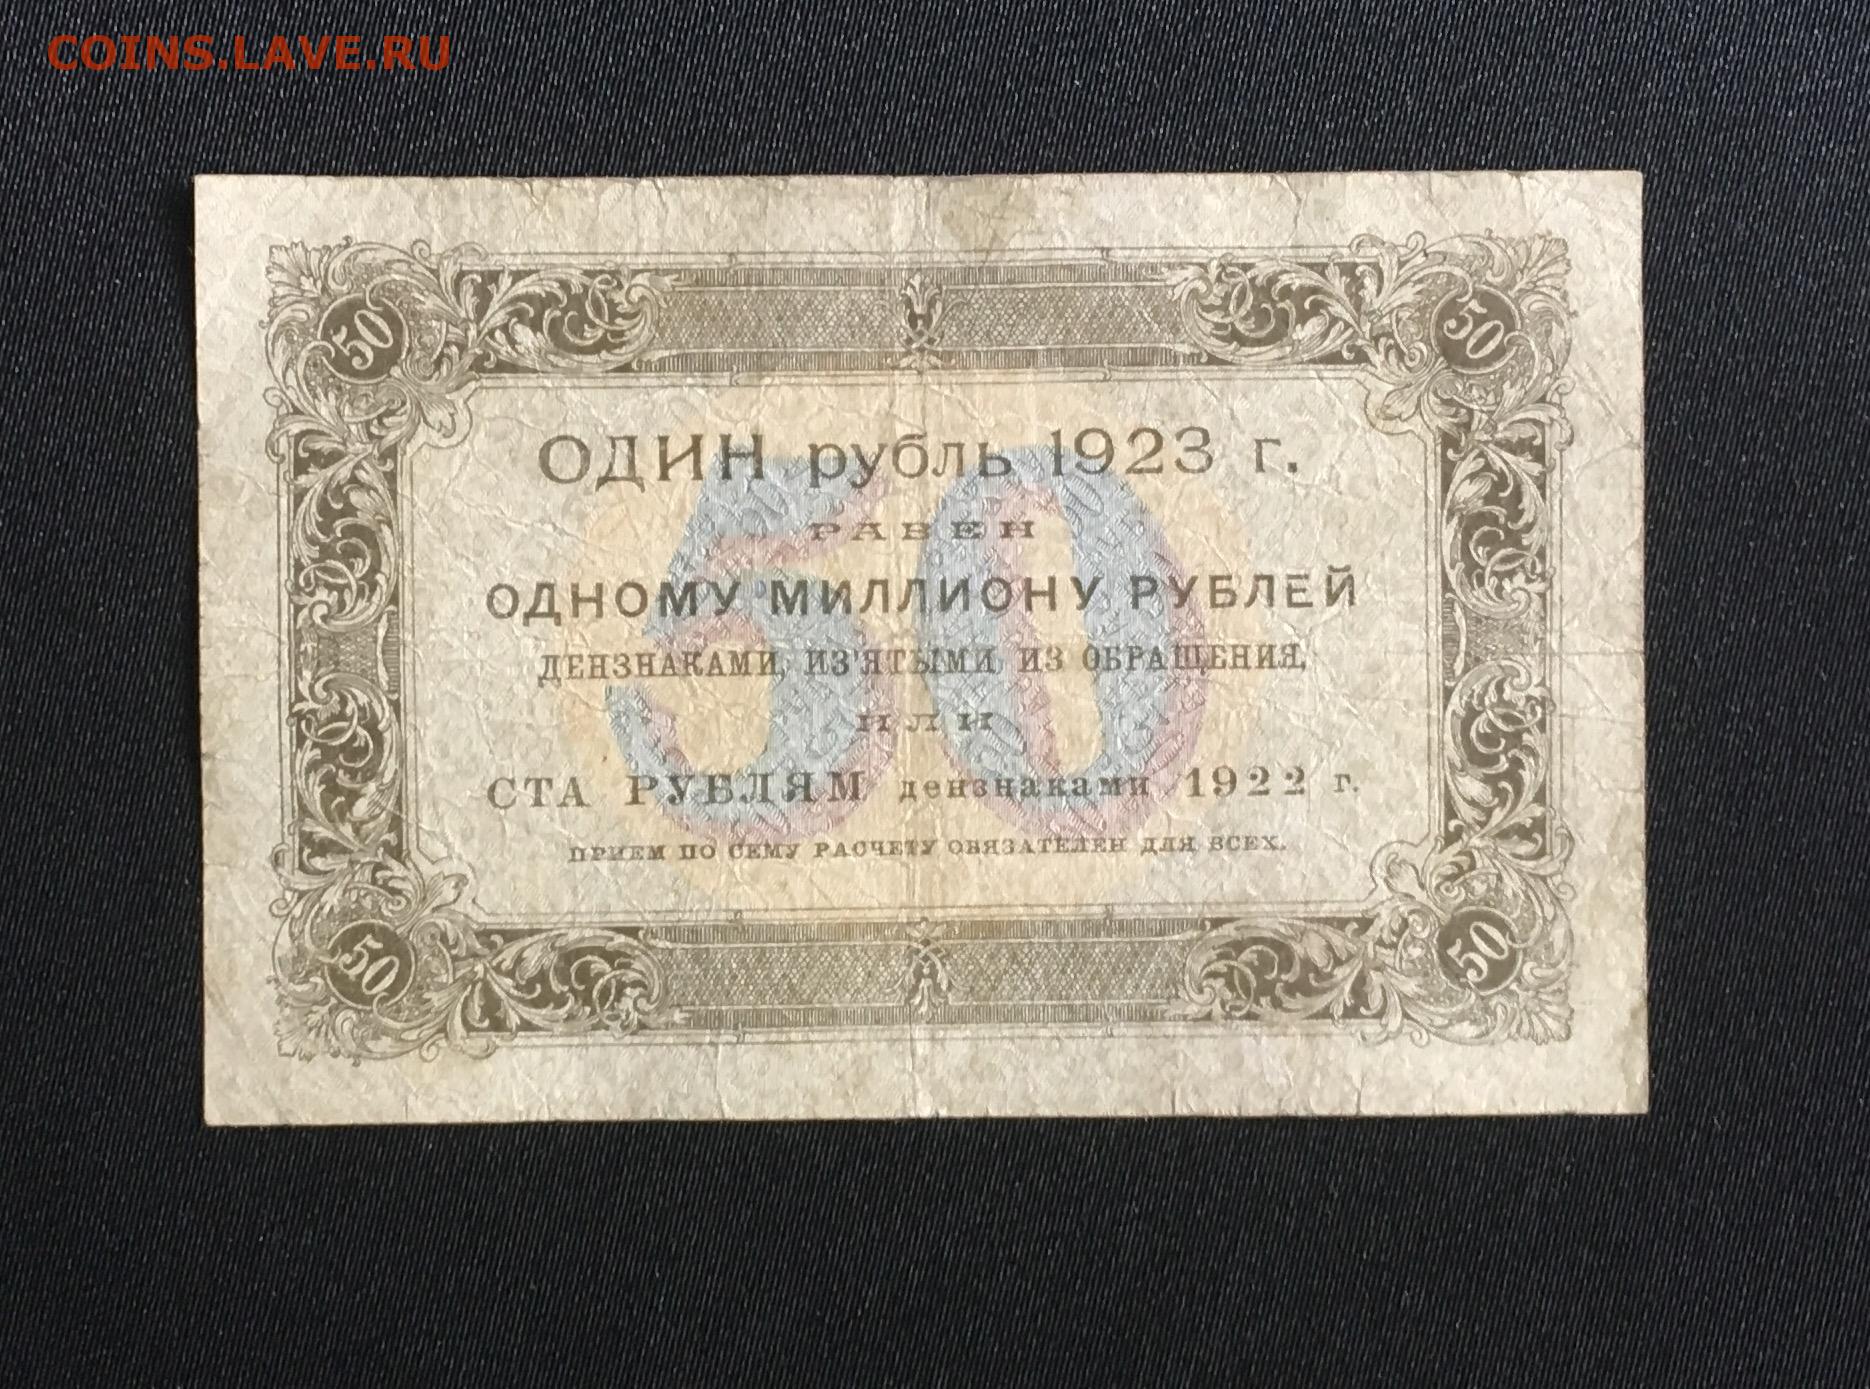 COINS.LAVE.RU
50 50
ОДИН рубль 1923 г.
РАВЕН
ОДНОМУ МИЛЛИОНУ РУБЛЕЙ
ДЕНЗНАКАМИ, ИЗ'ЯТЫМИ ИЗ ОБРАЩЕНИЯ,
ИЛИ
СТА РУБЛЯМ дензнаками 1922 г.
ПРИЕМ ПО СЕМУ РАСЧЕТУ ОБЯЗАТЕЛЕН ДЛЯ ВСЕХ.
50
50 50